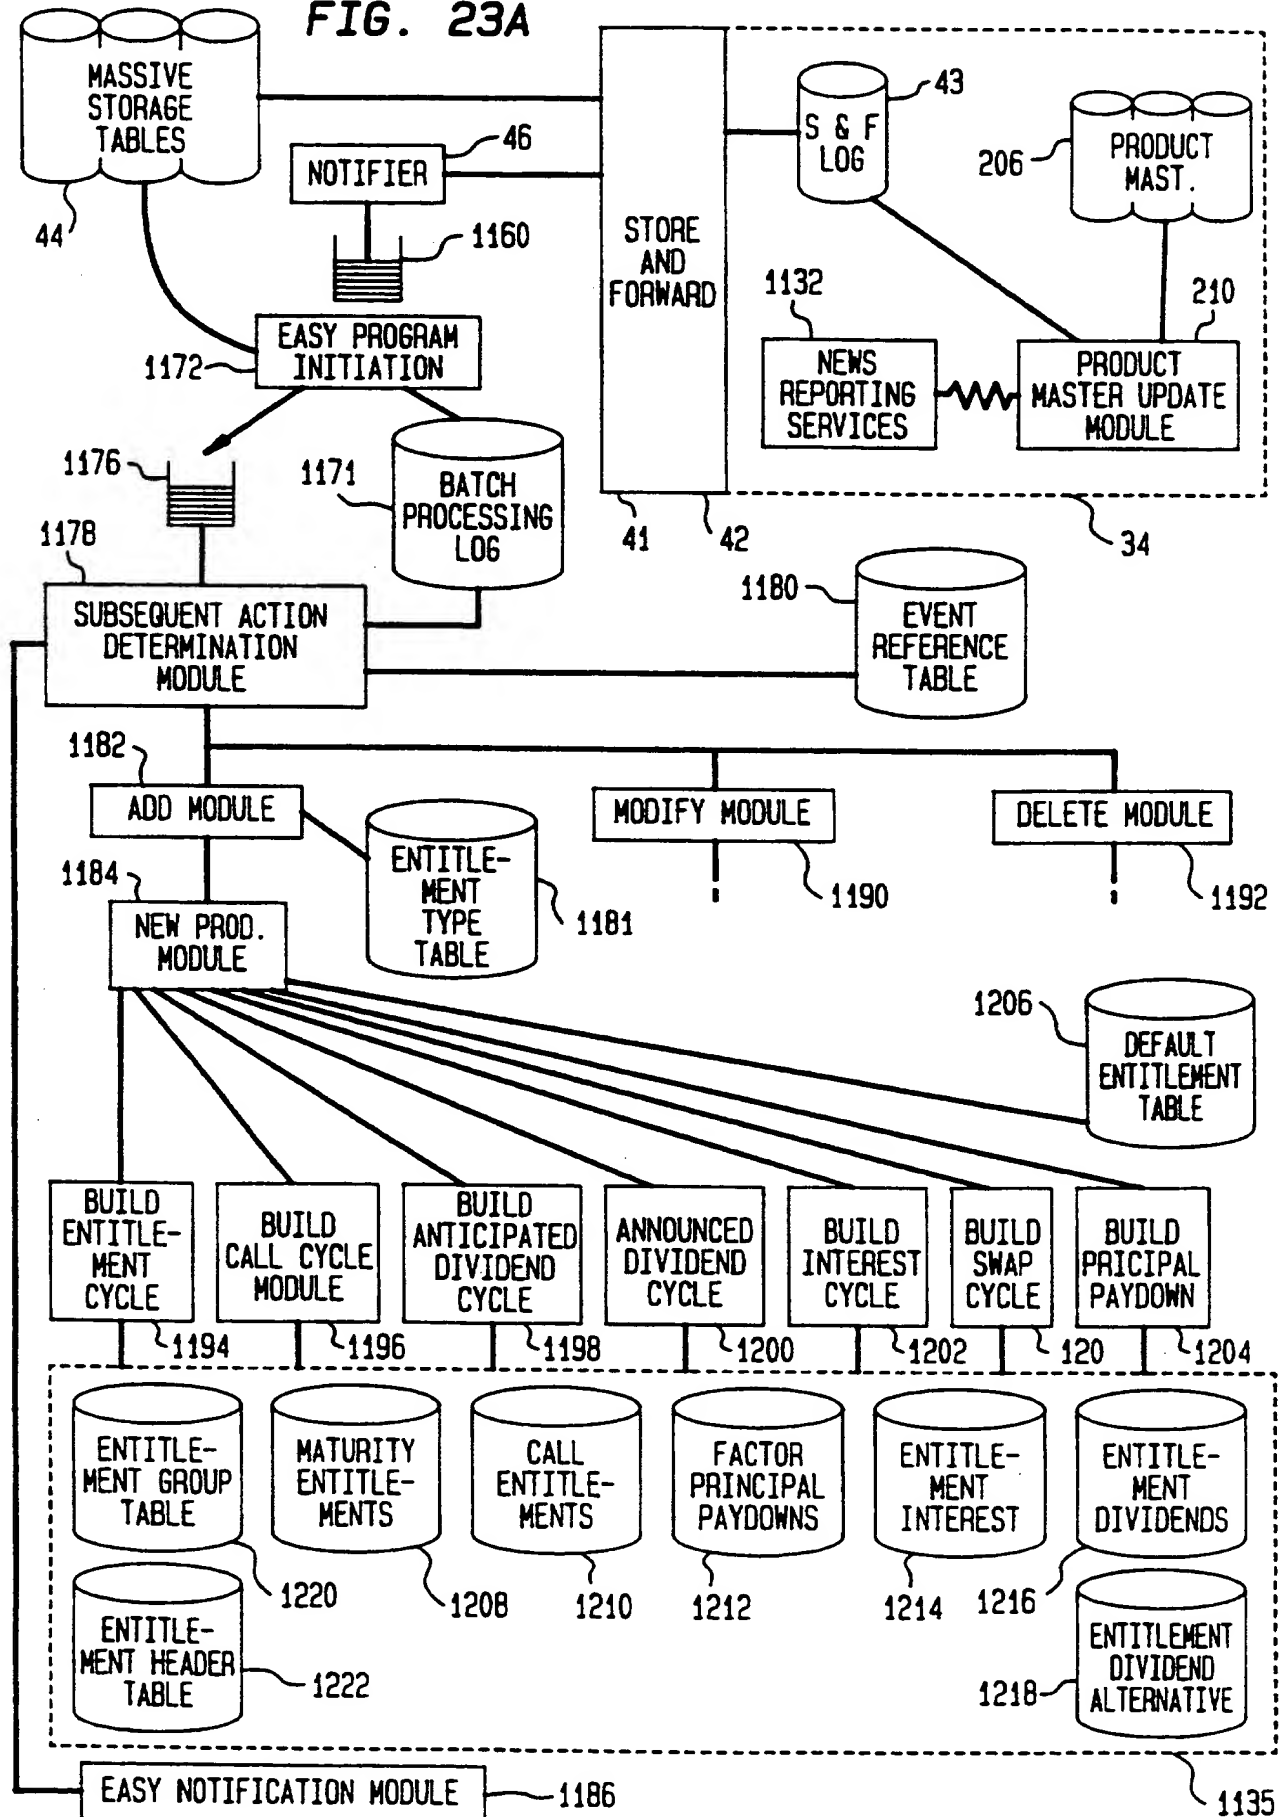 FIG. 23A
MASSIVE
STORAGE
TABLES
44
NOTIFIER
46
1160
STORE
AND
FORWARD
41
42
S & F
LOG
43
PRODUCT
MAST.
206
1132
NEWS
REPORTING
SERVICES
210
PRODUCT
MASTER UPDATE
MODULE
34
EASY PROGRAM
INITIATION
1172
1176
1171
BATCH
PROCESSING
LOG
1178
SUBSEQUENT ACTION
DETERMINATION
MODULE
1180
EVENT
REFERENCE
TABLE
1182
ADD MODULE
MODIFY MODULE
1190
DELETE MODULE
1192
ENTITLE-
MENT
TYPE
TABLE
1181
1184
NEW PROD.
MODULE
1206
DEFAULT
ENTITLEMENT
TABLE
BUILD
ENTITLE-
MENT
CYCLE
1194
BUILD
CALL CYCLE
MODULE
1196
BUILD
ANTICIPATED
DIVIDEND
CYCLE
1198
ANNOUNCED
DIVIDEND
CYCLE
1200
BUILD
INTEREST
CYCLE
1202
BUILD
SWAP
CYCLE
120
BUILD
PRICIPAL
PAYDOWN
1204
ENTITLE-
MENT GROUP
TABLE
1220
MATURITY
ENTITLE-
MENTS
1208
CALL
ENTITLE-
MENTS
1210
FACTOR
PRINCIPAL
PAYDOWNS
1212
ENTITLE-
MENT
INTEREST
1214
ENTITLE-
MENT
DIVIDENDS
1216
ENTITLE-
MENT HEADER
TABLE
1222
ENTITLEMENT
DIVIDEND
ALTERNATIVE
1218
EASY NOTIFICATION MODULE
1186
1135